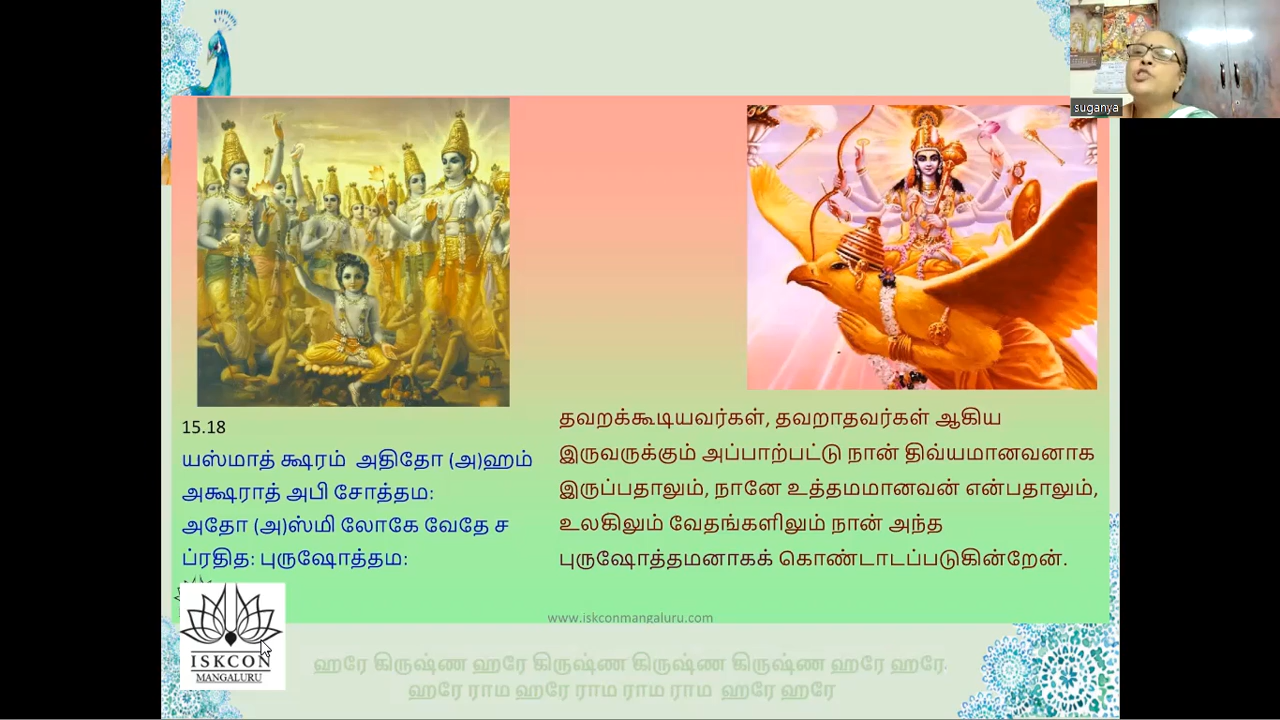 suganya
15.18
யஸ்மாத் க்ஷரம் அதிதோ (அ)ஹம்
அக்ஷராத் அபி சோத்தம:
அதோ (அ)ஸ்மி லோகே வேதே ச
ப்ரதித: புருஷோத்தம:
தவறக்கூடியவர்கள், தவறாதவர்கள் ஆகிய
இருவருக்கும் அப்பாற்பட்டு நான் திவ்யமானவனாக
இருப்பதாலும், நானே உத்தமமானவன் என்பதாலும்,
உலகிலும் வேதங்களிலும் நான் அந்த
புருஷோத்தமனாகக் கொண்டாடப்படுகின்றேன்.
www.iskconmangaluru.com
ISKCON
MANGALURU
ஹரே கிருஷ்ண ஹரே கிருஷ்ண கிருஷ்ண கிருஷ்ண ஹரே ஹரே
ஹரே ராம ஹரே ராம ராம ராம ஹரே ஹரே